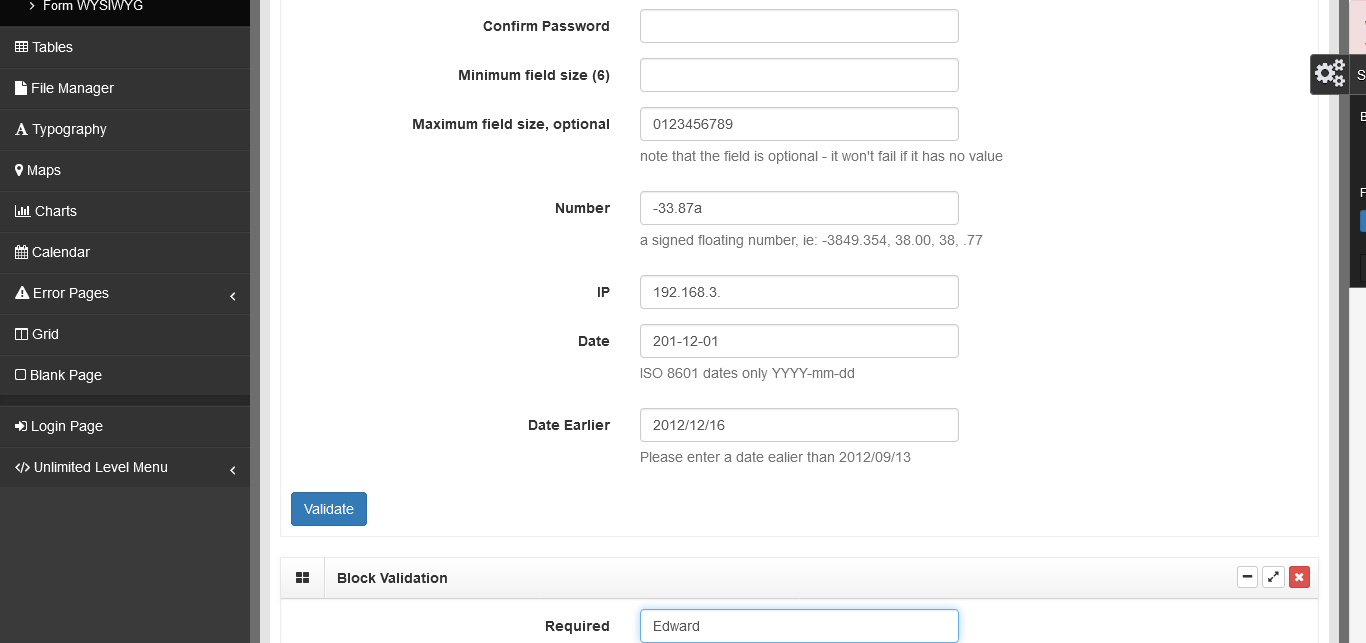 Form WYSIWYG
Tables
File Manager
Typography
Maps
Charts
Calendar
Error Pages
Grid
Blank Page
Login Page
Unlimited Level Menu
Confirm Password
Minimum field size (6)
Maximum field size, optional
0123456789
note that the field is optional - it won't fail if it has no value
Number
-33.87a
a signed floating number, ie: -3849.354, 38.00, 38, .77
IP
192.168.3.
Date
201-12-01
ISO 8601 dates only YYYY-mm-dd
Date Earlier
2012/12/16
Please enter a date ealier than 2012/09/13
Validate
Block Validation
Required
Edward